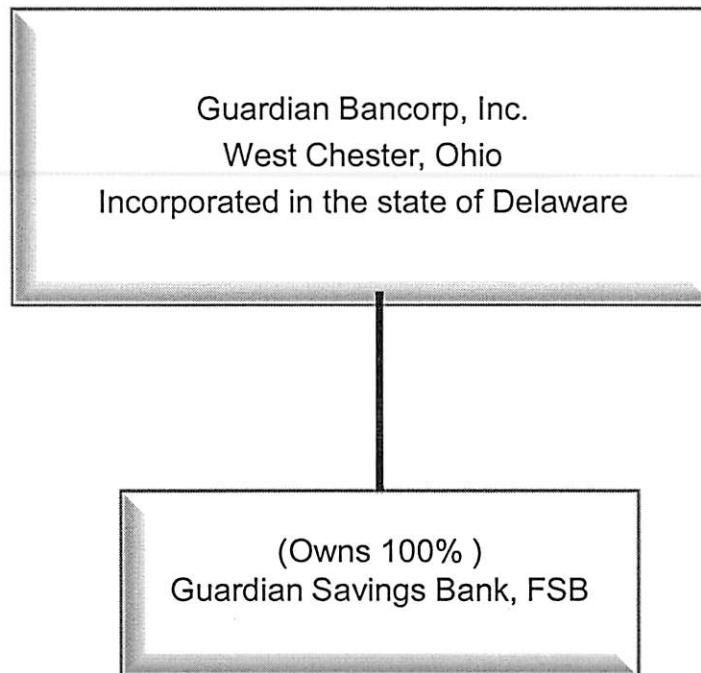 Guardian Bancorp, Inc.
West Chester, Ohio
Incorporated in the state of Delaware
(Owns 100% )
Guardian Savings Bank, FSB